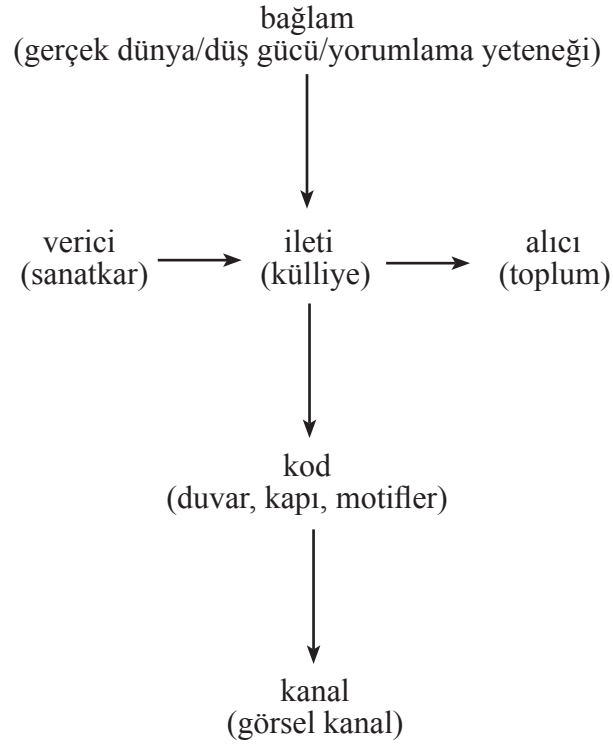 bağlam
(gerçek dünya/düş gücü/yorumlama yeteneği)
verici
(sanatkar)
ileti
(külliye)
alıcı
(toplum)
kod
(duvar, kapı, motifler)
kanal
(görsel kanal)